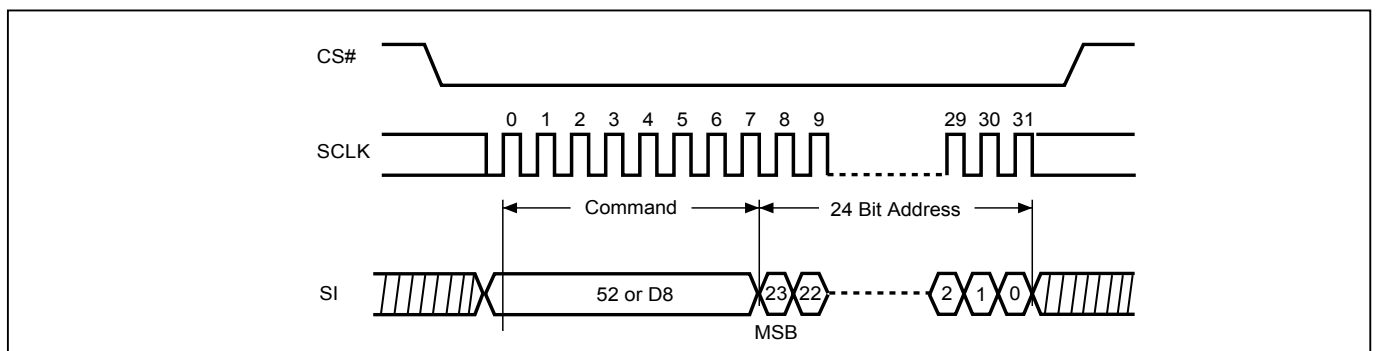 CS#
0 1 2 3 4 5 6 7 8 9 29 30 31
SCLK
Command 24 Bit Address
SI 52 or D8 23 22 2 1 0
MSB